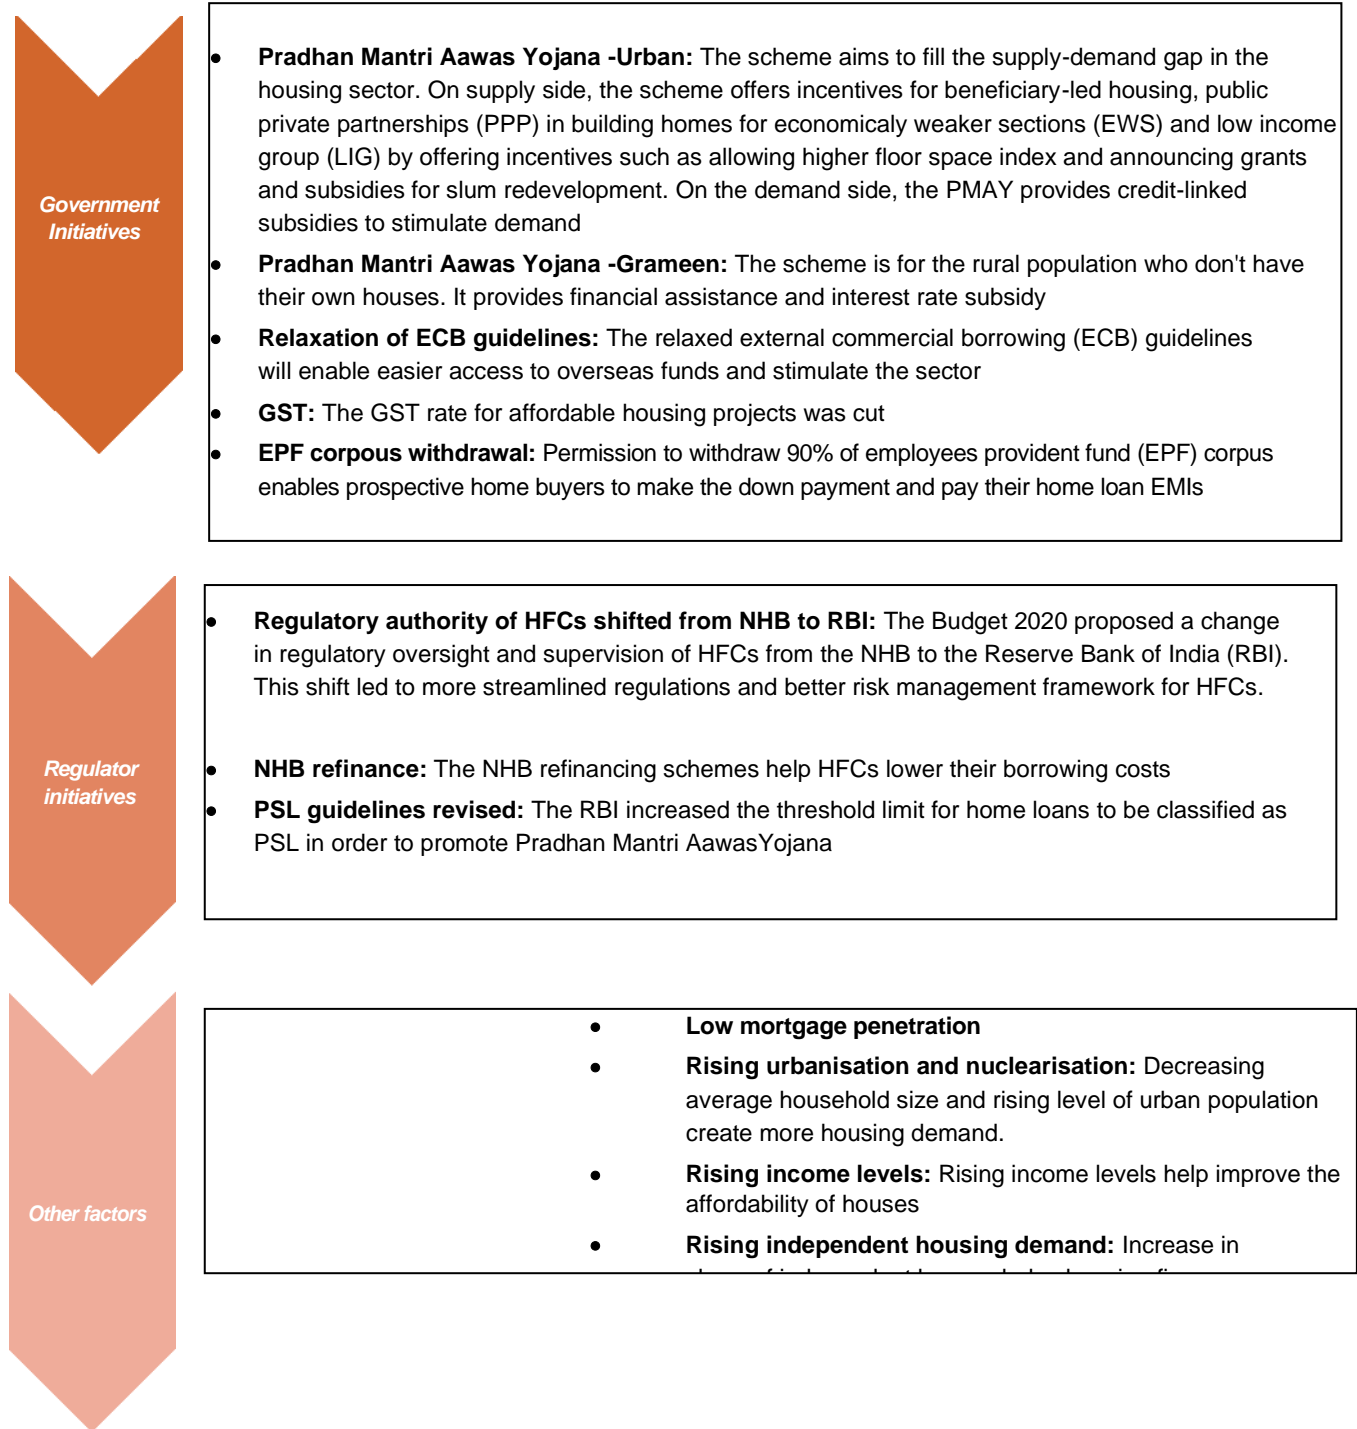 Government
Initiatives
● Pradhan Mantri Aawas Yojana -Urban: The scheme aims to fill the supply-demand gap in the
housing sector. On supply side, the scheme offers incentives for beneficiary-led housing, public
private partnerships (PPP) in building homes for economicaly weaker sections (EWS) and low income
group (LIG) by offering incentives such as allowing higher floor space index and announcing grants
and subsidies for slum redevelopment. On the demand side, the PMAY provides credit-linked
subsidies to stimulate demand
● Pradhan Mantri Aawas Yojana -Grameen: The scheme is for the rural population who don't have
their own houses. It provides financial assistance and interest rate subsidy
● Relaxation of ECB guidelines: The relaxed external commercial borrowing (ECB) guidelines
will enable easier access to overseas funds and stimulate the sector
● GST: The GST rate for affordable housing projects was cut
● EPF corpous withdrawal: Permission to withdraw 90% of employees provident fund (EPF) corpus
enables prospective home buyers to make the down payment and pay their home loan EMIs
Regulator
initiatives
● Regulatory authority of HFCs shifted from NHB to RBI: The Budget 2020 proposed a change
in regulatory oversight and supervision of HFCs from the NHB to the Reserve Bank of India (RBI).
This shift led to more streamlined regulations and better risk management framework for HFCs.
● NHB refinance: The NHB refinancing schemes help HFCs lower their borrowing costs
● PSL guidelines revised: The RBI increased the threshold limit for home loans to be classified as
PSL in order to promote Pradhan Mantri AawasYojana
Other factors
● Low mortgage penetration
● Rising urbanisation and nuclearisation: Decreasing
average household size and rising level of urban population
create more housing demand.
● Rising income levels: Rising income levels help improve the
affordability of houses
● Rising independent housing demand: Increase in